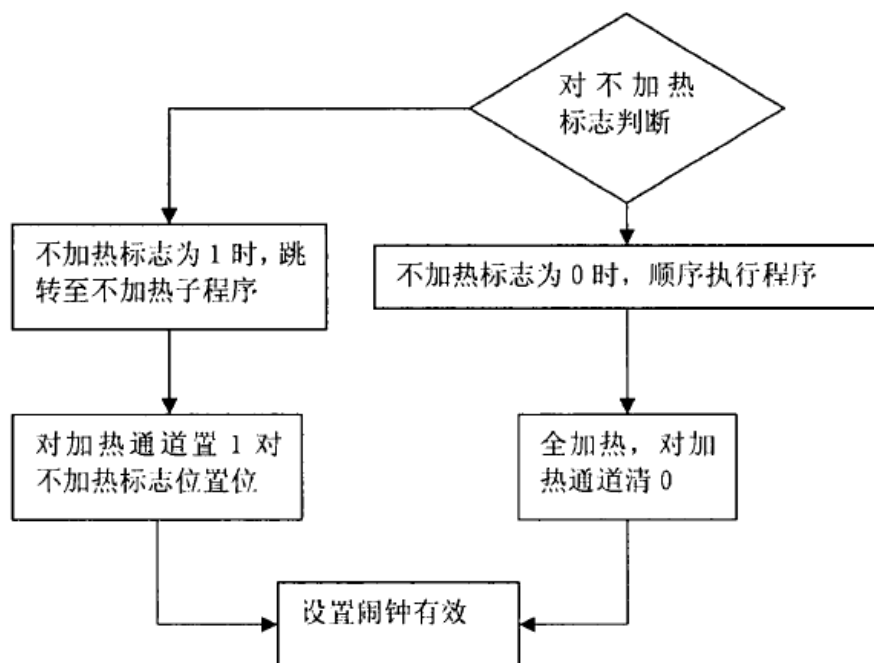 对不加热
标志判断
不加热标志为1时，跳
转至不加热子程序
不加热标志为0时，顺序执行程序
对加热通道置1对
不加热标志位置位
全加热，对加
热通道清0
设置闹钟有效